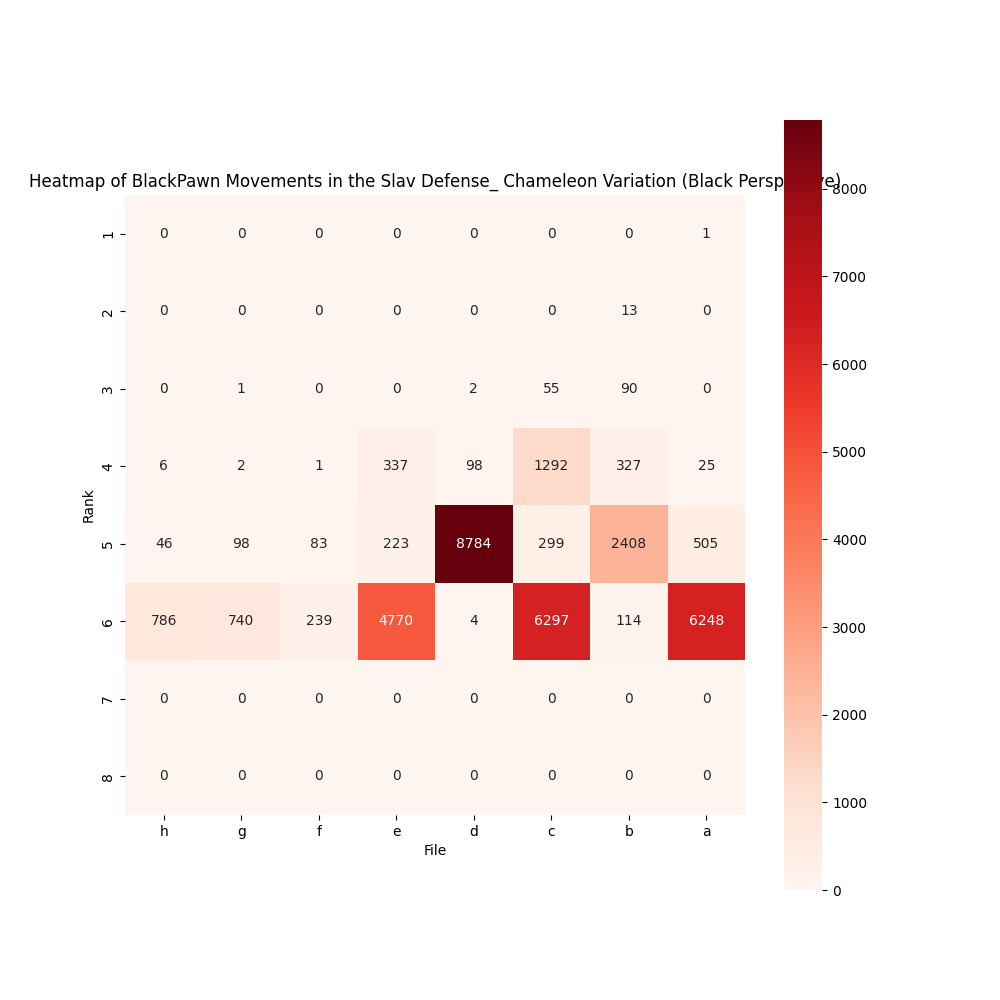 Heatmap of BlackPawn Movements in the Slav Defense_ Chameleon Variation (Black Perspective)
8000
1 0 0 0 0 0 0 0 1
7000
2 0 0 0 0 0 0 13 0
6000
3 0 1 0 0 2 55 90 0
5000
4 6 2 1 337 98 1292 327 25
Rank
4000
5 46 98 83 223 8784 299 2408 505
3000
6 786 740 239 4770 4 6297 114 6248
2000
7 0 0 0 0 0 0 0 0
1000
8 0 0 0 0 0 0 0 0
h g f e d c b a
File
0